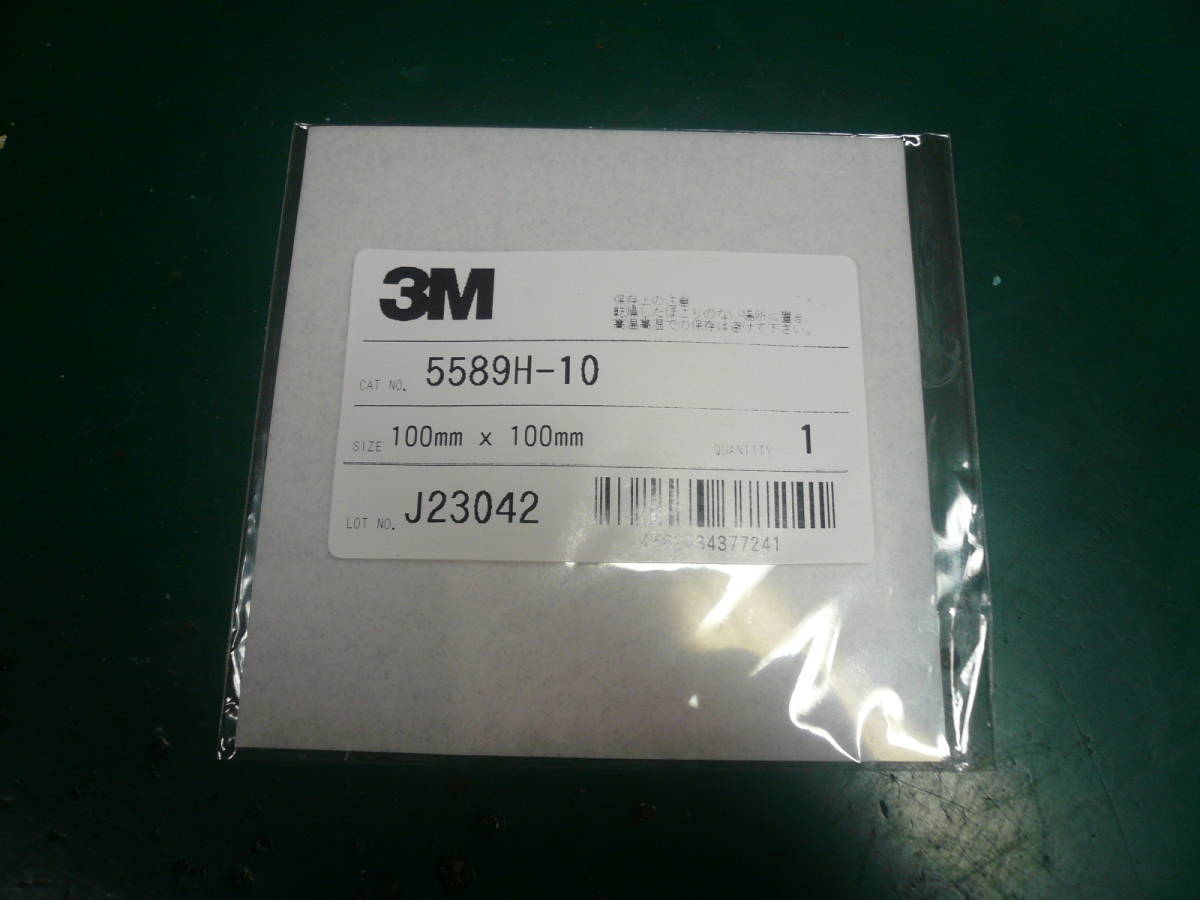 3M
保存上の注意
乾燥したほこりのない場所に置き、
高温高湿での保存は避けて下さい。
CAT NO. 5589H-10
SIZE 100mm x 100mm QUANTITY 1
LOT NO. J23042
34377241